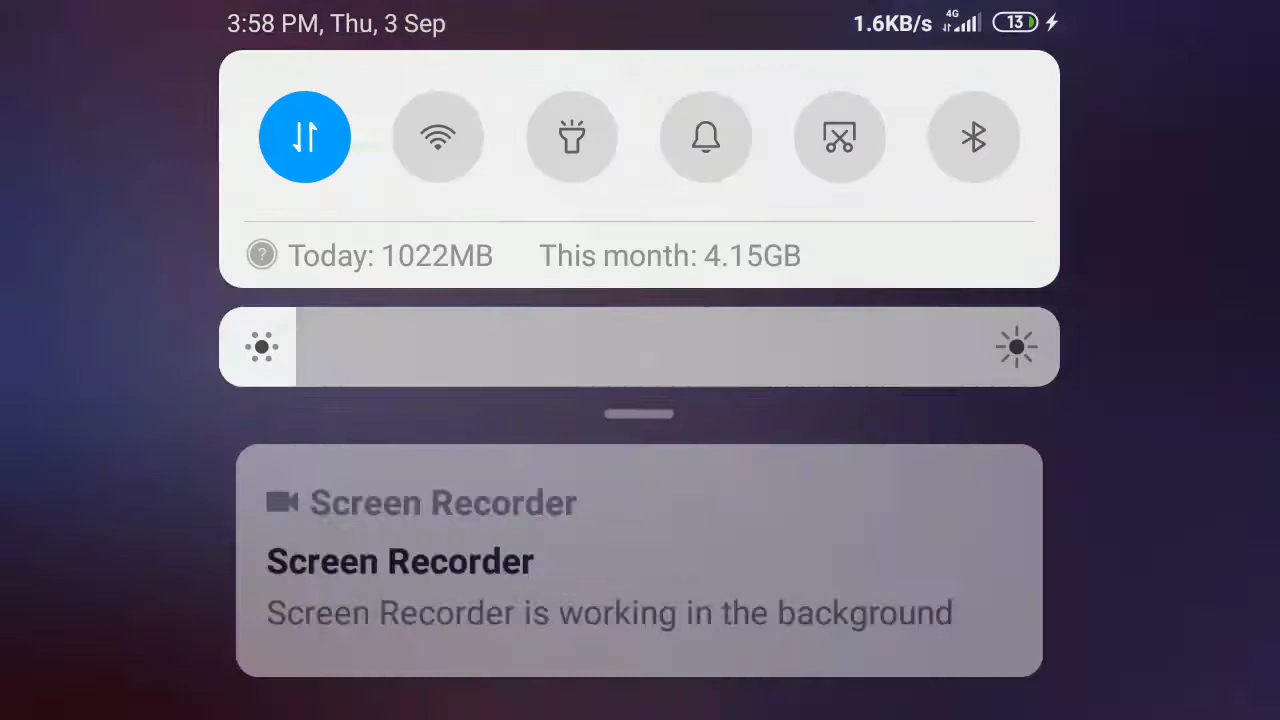 3:58 PM, Thu, 3 Sep
1.6KB/s 4G 13
? Today: 1022MB This month: 4.15GB
Screen Recorder
Screen Recorder
Screen Recorder is working in the background